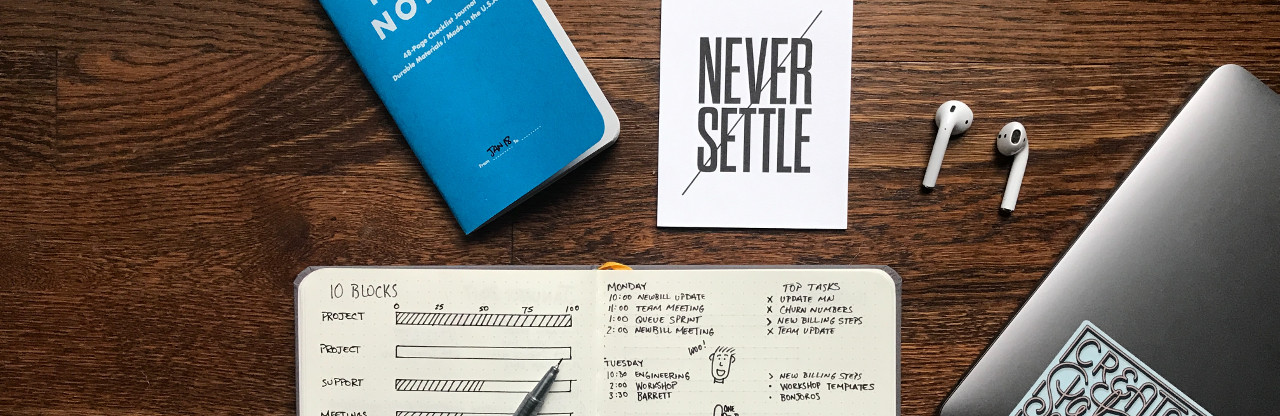 NO
48-Page Checklist Journal
Durable Materials / Made in the U.S.A.
From JAN 18 To
NEVER
SETTLE
10 BLOCKS
0 25 50 75 100
PROJECT
PROJECT
SUPPORT
MEETINGS
MONDAY
10:00 NEWBILL UPDATE
11:00 TEAM MEETING
1:00 QUEUE SPRINT
2:00 NEWBILL MEETING
TOP TASKS
X UPDATE MN
X CHURN NUMBERS
> NEW BILLING STEPS
X TEAM UPDATE
WOO!
TUESDAY
10:30 ENGINEERING
2:00 WORKSHOP
3:30 BARRETT
> NEW BILLING STEPS
• WORKSHOP TEMPLATES
• BONJOROS
ONE